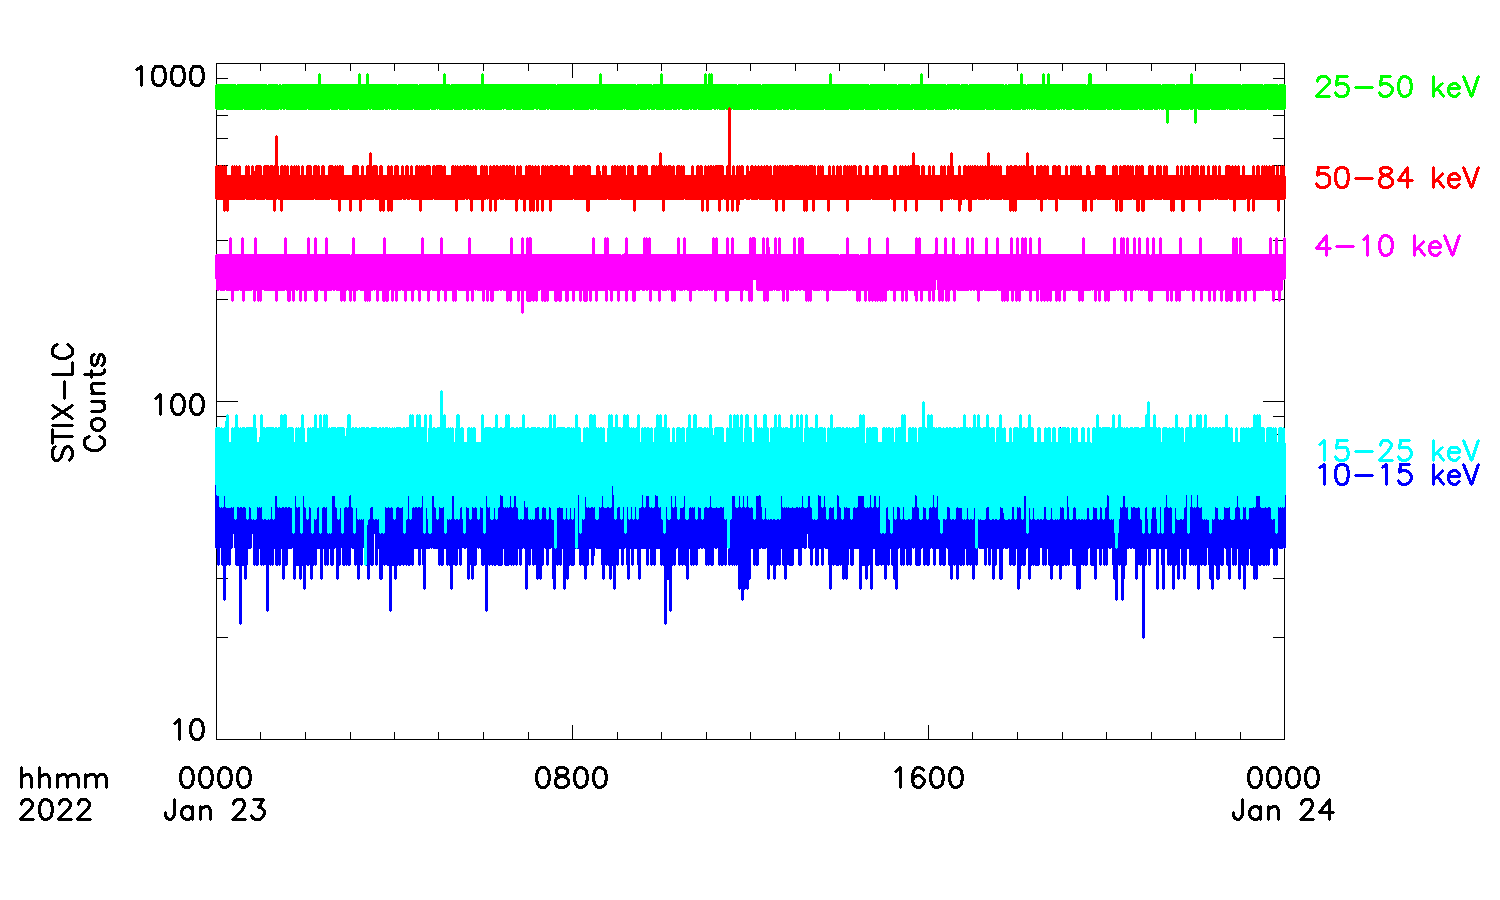 1000
100
10
STIX-LC
Counts
25-50 keV
50-84 keV
4-10 keV
15-25 keV
10-15 keV
hhmm 0000 0800 1600 0000
2022 Jan 23 Jan 24